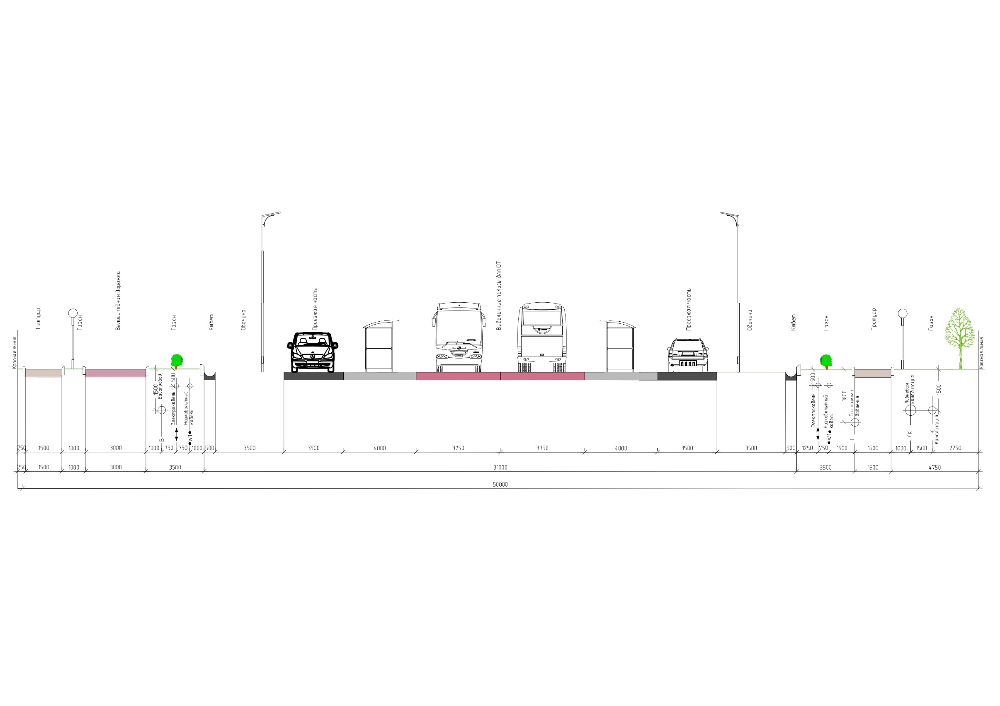 Выделенные полосы для ОТ
Велосипедная дорожка
Проезжая часть
Проезжая часть
Тротуар
Газон
Газон
Кювет
Обочина
Обочина
Кювет
Газон
Тротуар
Газон
Красная линия
Красная линия
1500
Водопровод
500
Электрокабель
Низковольтный
кабель
В
W1
500
Электрокабель
Низковольтный
кабель
W1
1600
Газ низкого
давления
Г
Ливневая
канализация
ЛК
1500
К
Канализация
750 1500 1000 3000 1000 750 750 1000 500 3500 3500 4000 3750 3750 4000 3500 3500 500 1250 750 1500 1500 1000 1500 2250
750 1500 1000 3000 3500 31000 3500 1500 4750
50000